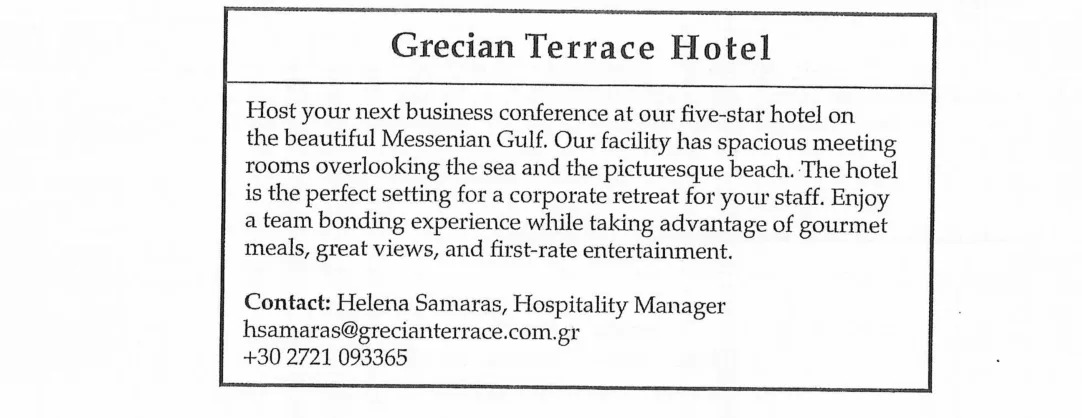 Grecian Terrace Hotel
Host your next business conference at our five-star hotel on
the beautiful Messenian Gulf. Our facility has spacious meeting
rooms overlooking the sea and the picturesque beach. The hotel
is the perfect setting for a corporate retreat for your staff. Enjoy
a team bonding experience while taking advantage of gourmet
meals, great views, and first-rate entertainment.
Contact: Helena Samaras, Hospitality Manager
hsamaras@grecianterrace.com.gr
+30 2721 093365